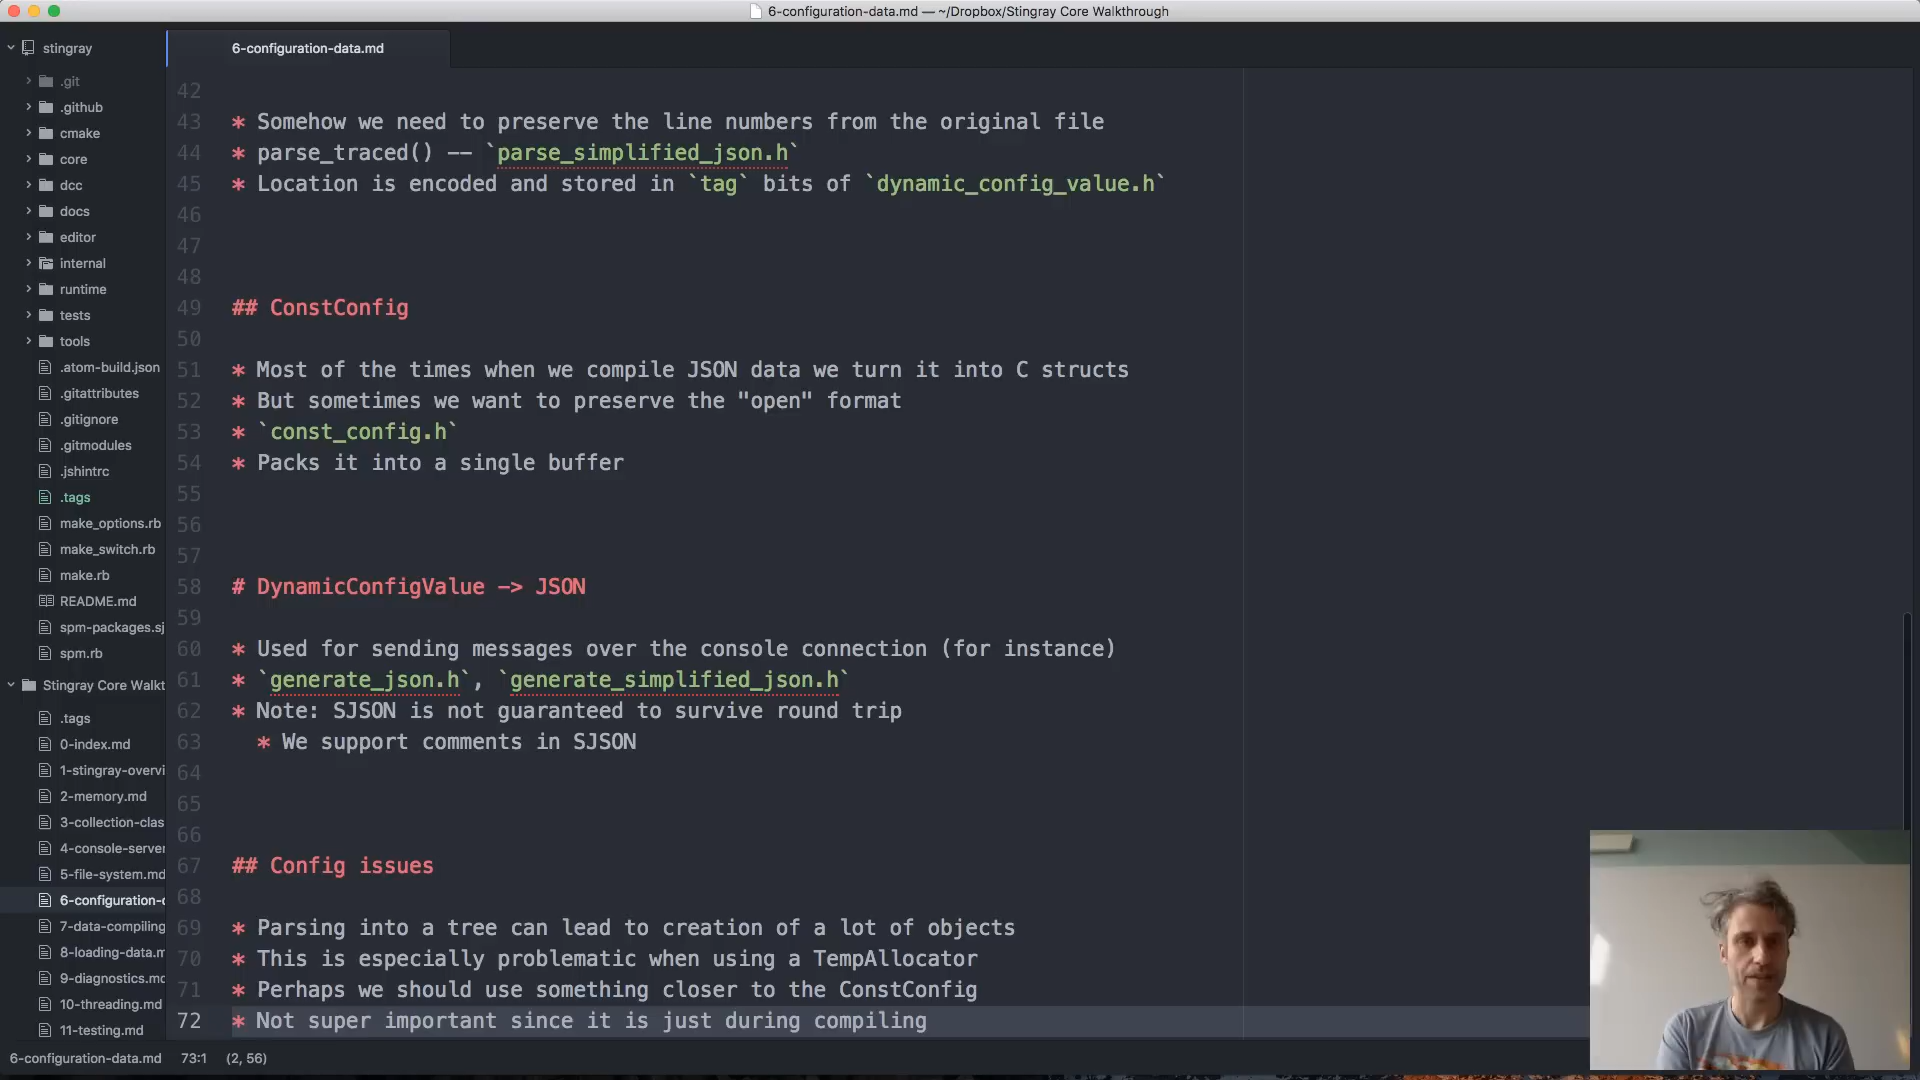 6-configuration-data.md — ~/Dropbox/Stingray Core Walkthrough
stingray
.git
.github
cmake
core
dcc
docs
editor
internal
runtime
tests
tools
.atom-build.json
.gitattributes
.gitignore
.gitmodules
.jshintrc
.tags
make_options.rb
make_switch.rb
make.rb
README.md
spm-packages.sj
spm.rb
Stingray Core Walkt
.tags
0-index.md
1-stingray-overvi
2-memory.md
3-collection-clas
4-console-server
5-file-system.md
6-configuration-d
7-data-compiling
8-loading-data.m
9-diagnostics.md
10-threading.md
11-testing.md
6-configuration-data.md
42
43 * Somehow we need to preserve the line numbers from the original file
44 * parse_traced() -- `parse_simplified_json.h`
45 * Location is encoded and stored in `tag` bits of `dynamic_config_value.h`
46
47
48
49 ## ConstConfig
50
51 * Most of the times when we compile JSON data we turn it into C structs
52 * But sometimes we want to preserve the "open" format
53 * `const_config.h`
54 * Packs it into a single buffer
55
56
57
58 # DynamicConfigValue -> JSON
59
60 * Used for sending messages over the console connection (for instance)
61 * `generate_json.h`, `generate_simplified_json.h`
62 * Note: SJSON is not guaranteed to survive round trip
63 * We support comments in SJSON
64
65
66
67 ## Config issues
68
69 * Parsing into a tree can lead to creation of a lot of objects
70 * This is especially problematic when using a TempAllocator
71 * Perhaps we should use something closer to the ConstConfig
72 * Not super important since it is just during compiling
6-configuration-data.md 73:1 (2, 56)